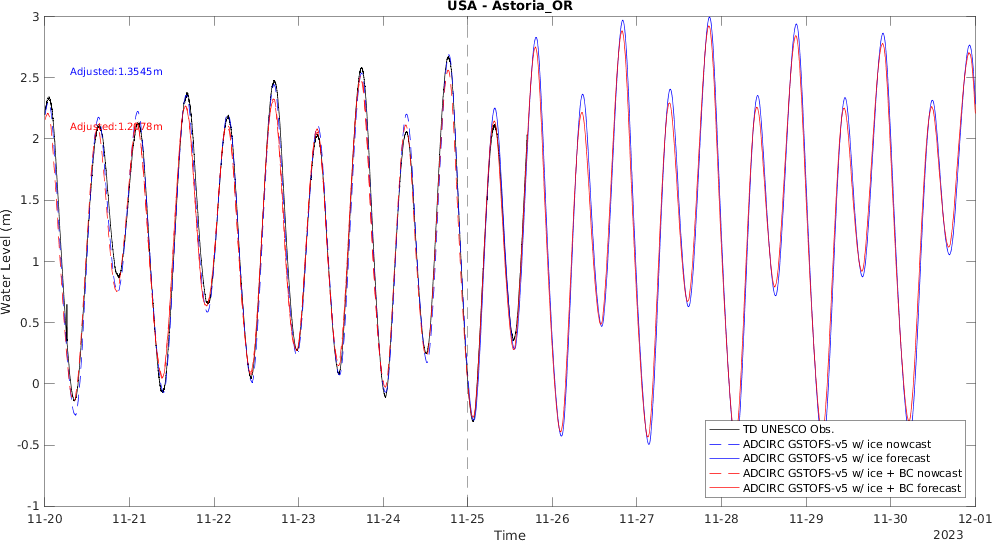 USA - Astoria_OR
Water Level (m)
3
2.5
2
1.5
1
0.5
0
-0.5
-1
Adjusted:1.3545m
TD UNESCO Obs.
ADCIRC GSTOFS-v5 w/ ice nowcast
ADCIRC GSTOFS-v5 w/ ice forecast
ADCIRC GSTOFS-v5 w/ ice + BC nowcast
ADCIRC GSTOFS-v5 w/ ice + BC forecast
11-20 11-21 11-22 11-23 11-24 11-25 11-26 11-27 11-28 11-29 11-30 12-01
Time
2023